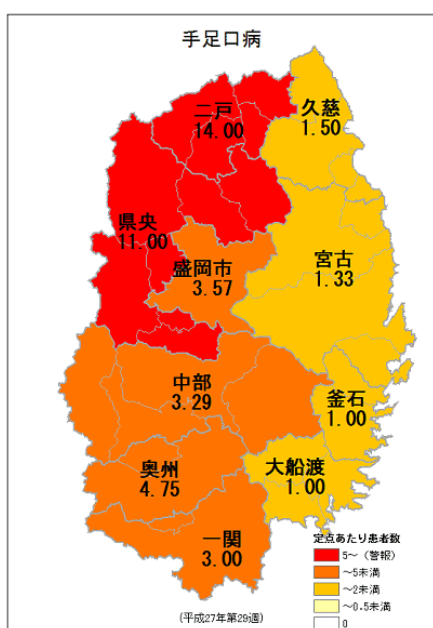 手足口病
二戸
14.00
久慈
1.50
県央
11.00
盛岡市
3.57
宮古
1.33
中部
3.29
釜石
1.00
奥州
4.75
大船渡
1.00
一関
3.00
定点あたり患者数
5～（警報）
～5未満
～2未満
～0.5未満
0
(平成27年第29週)